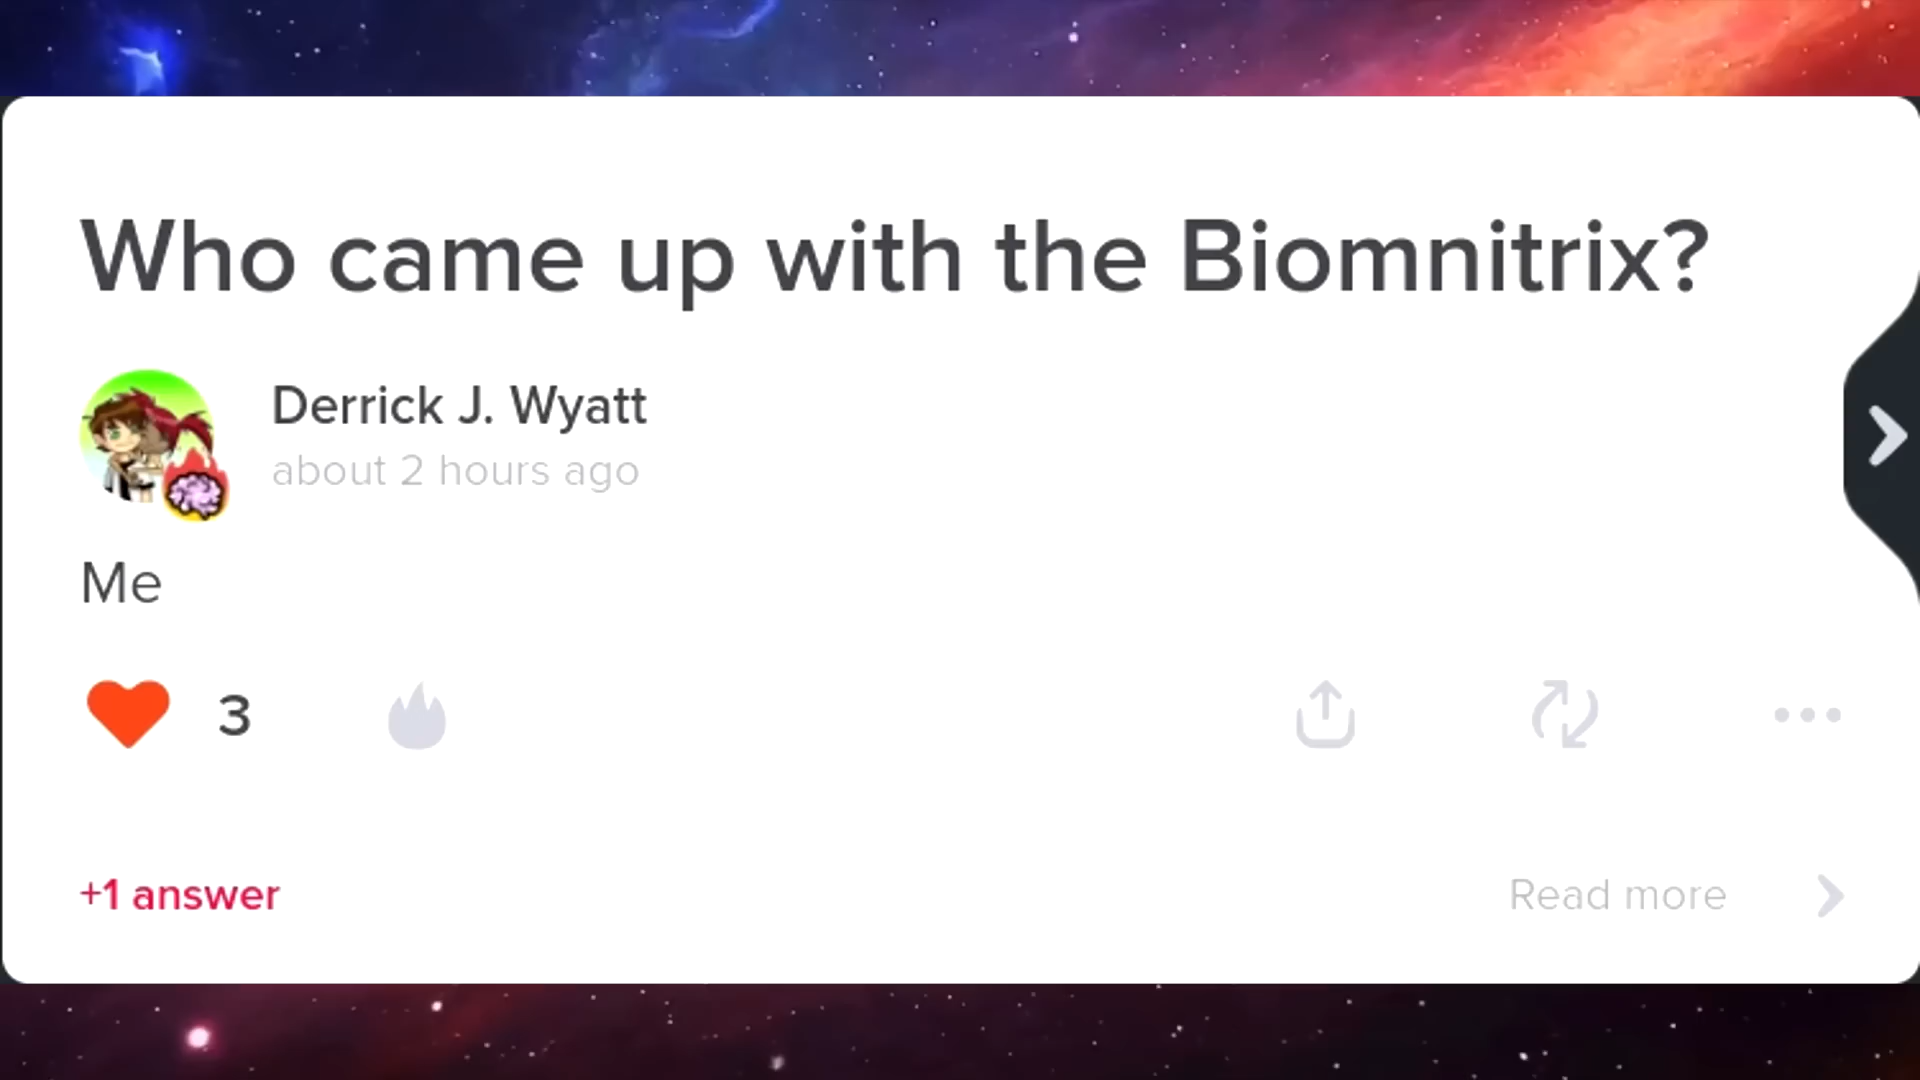 Who came up with the Biomnitrix?
Derrick J. Wyatt
about 2 hours ago
Me
3
+1 answer
Read more